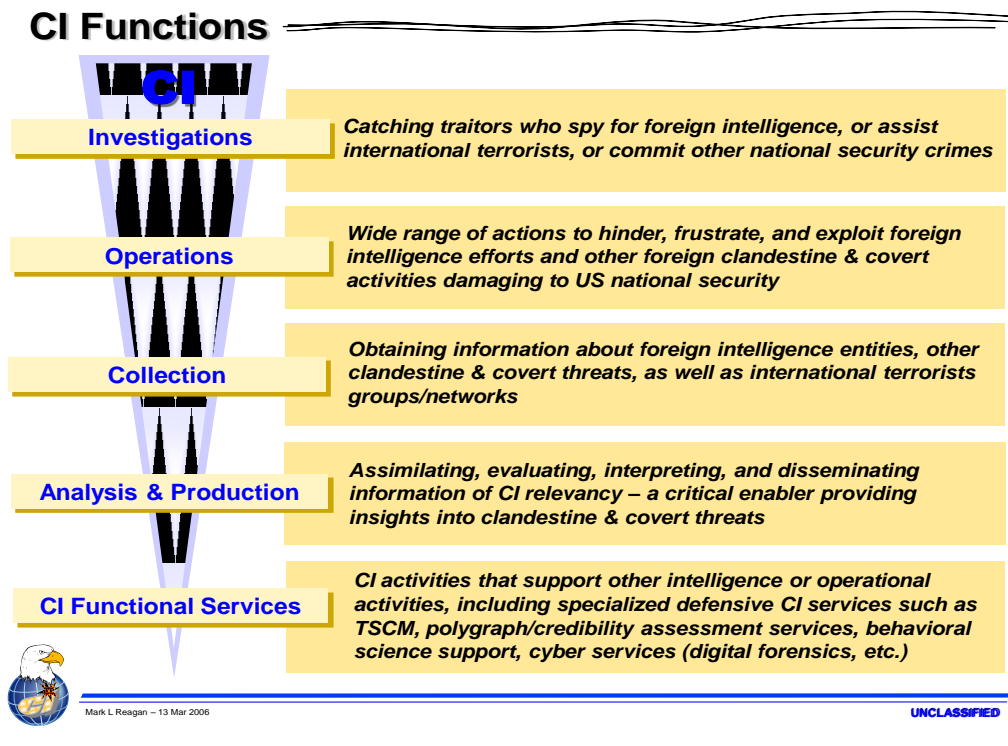 CI Functions
CI
Investigations
Catching traitors who spy for foreign intelligence, or assist
international terrorists, or commit other national security crimes
Operations
Wide range of actions to hinder, frustrate, and exploit foreign
intelligence efforts and other foreign clandestine & covert
activities damaging to US national security
Collection
Obtaining information about foreign intelligence entities, other
clandestine & covert threats, as well as international terrorists
groups/networks
Analysis & Production
Assimilating, evaluating, interpreting, and disseminating
information of CI relevancy – a critical enabler providing
insights into clandestine & covert threats
CI Functional Services
CI activities that support other intelligence or operational
activities, including specialized defensive CI services such as
TSCM, polygraph/credibility assessment services, behavioral
science support, cyber services (digital forensics, etc.)
CI
Mark L Reagan – 13 Mar 2006
UNCLASSIFIED